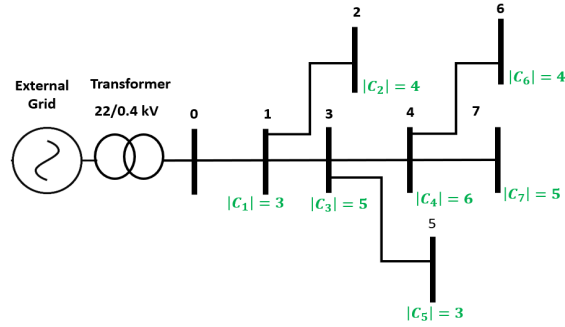 External
Grid
Transformer
22/0.4 kV
0
1
2
3
4
5
6
7
|C₁| = 3
|C₂| = 4
|C₃| = 5
|C₄| = 6
|C₅| = 3
|C₆| = 4
|C₇| = 5